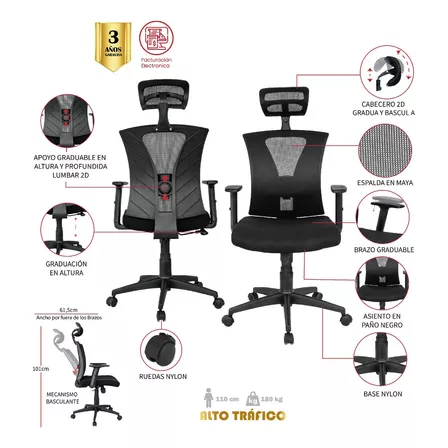 3
AÑOS
GARANTÍA
Facturación
Electronica
CABECERO 2D
GRADUA Y BASCULA
APOYO GRADUABLE EN
ALTURA Y PROFUNDIDA
LUMBAR 2D
ESPALDA EN MAYA
GRADUACIÓN
EN ALTURA
BRAZO GRADUABLE
61,5cm
Ancho por fuera de los Brazos
ASIENTO EN
PAÑO NEGRO
101cm
MECANISMO
BASCULANTE
RUEDAS NYLON
BASE NYLON
110 cm
180 kg
ALTO TRÁFICO